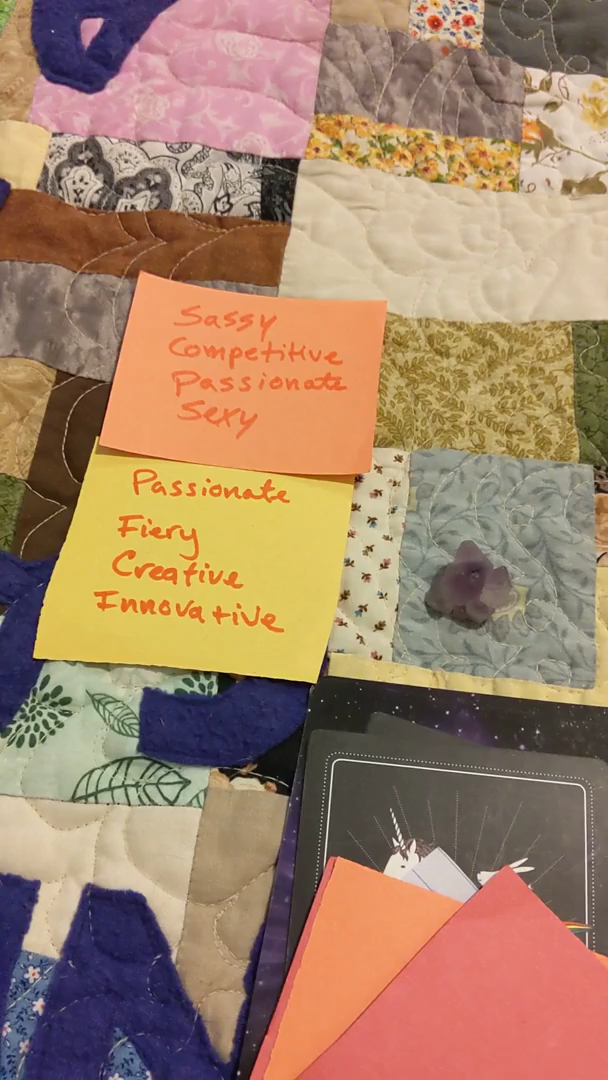 Sassy
Competitive
Passionate
Sexy
Passionate
Fiery
Creative
Innovative